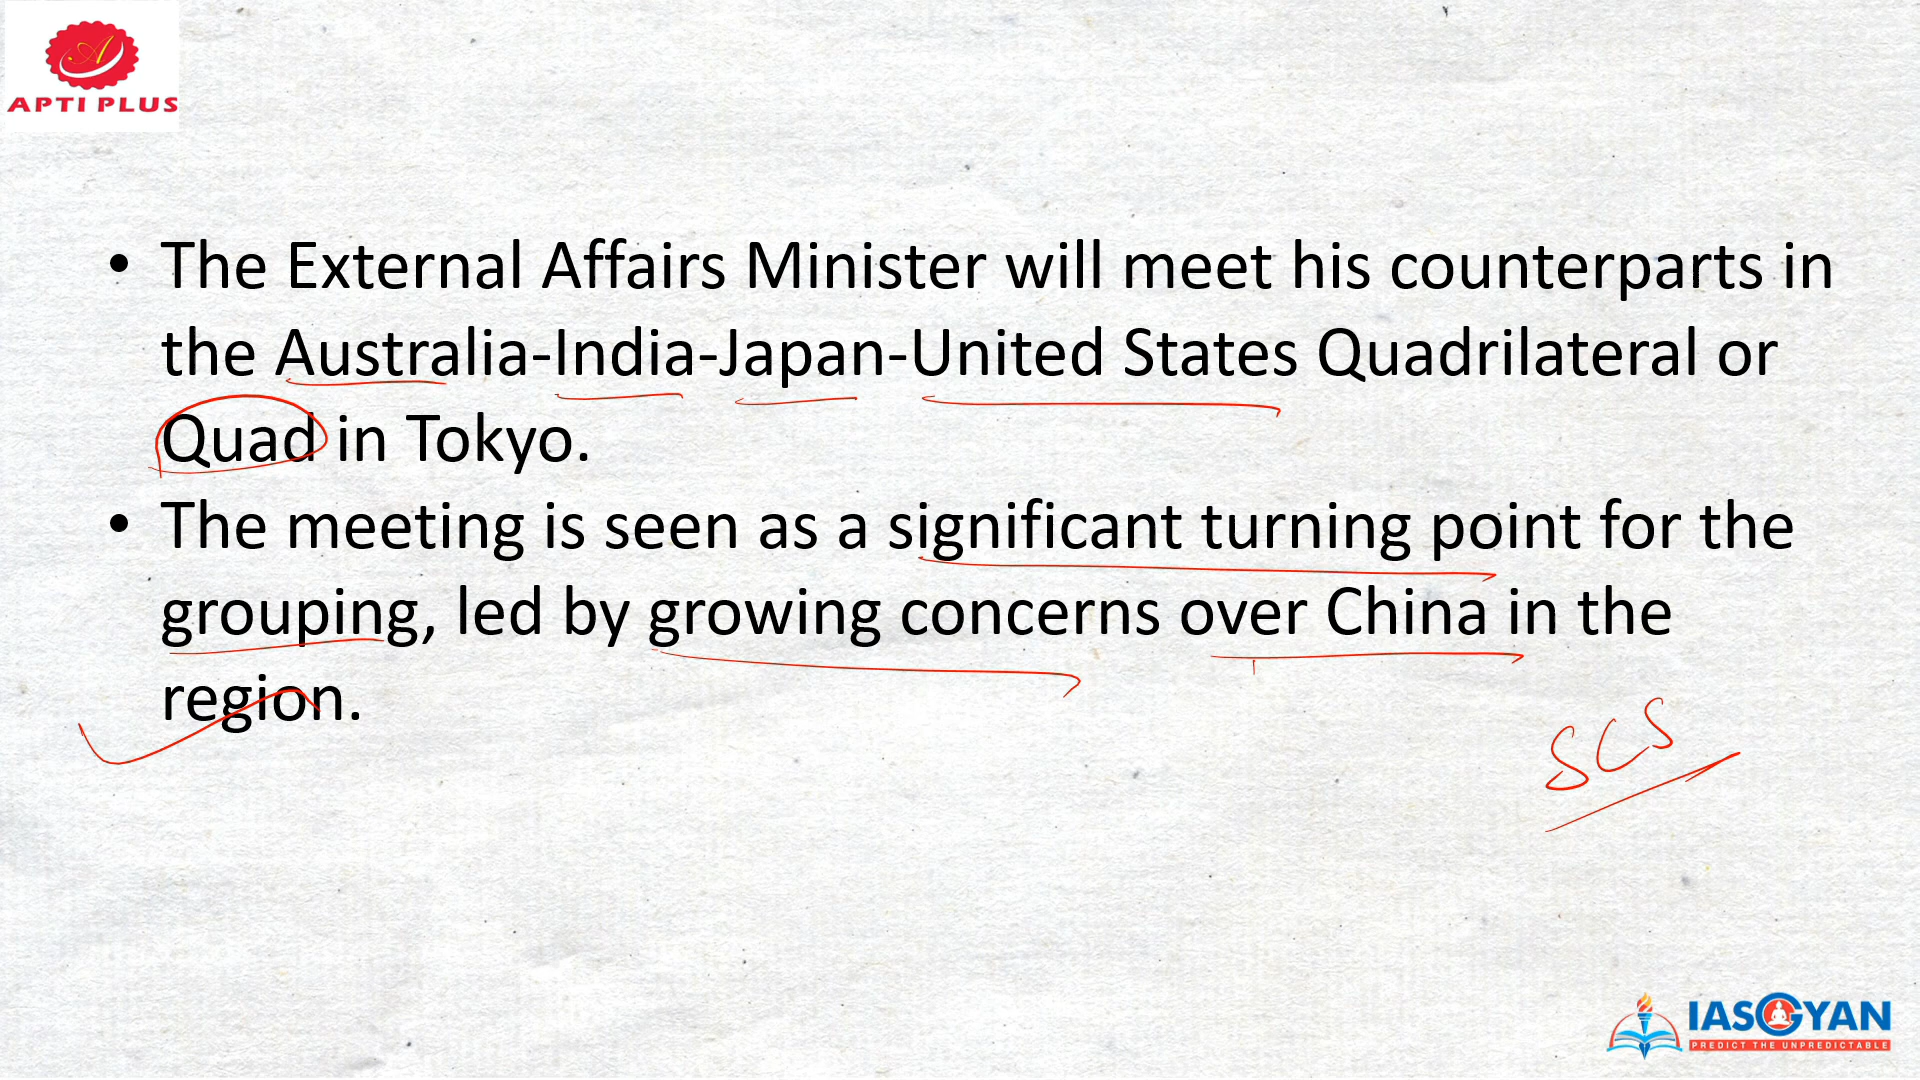 APTI PLUS
• The External Affairs Minister will meet his counterparts in
the Australia-India-Japan-United States Quadrilateral or
Quad in Tokyo.
• The meeting is seen as a significant turning point for the
grouping, led by growing concerns over China in the
region.
SCS
IASGYAN
PREDICT THE UNPREDICTABLE